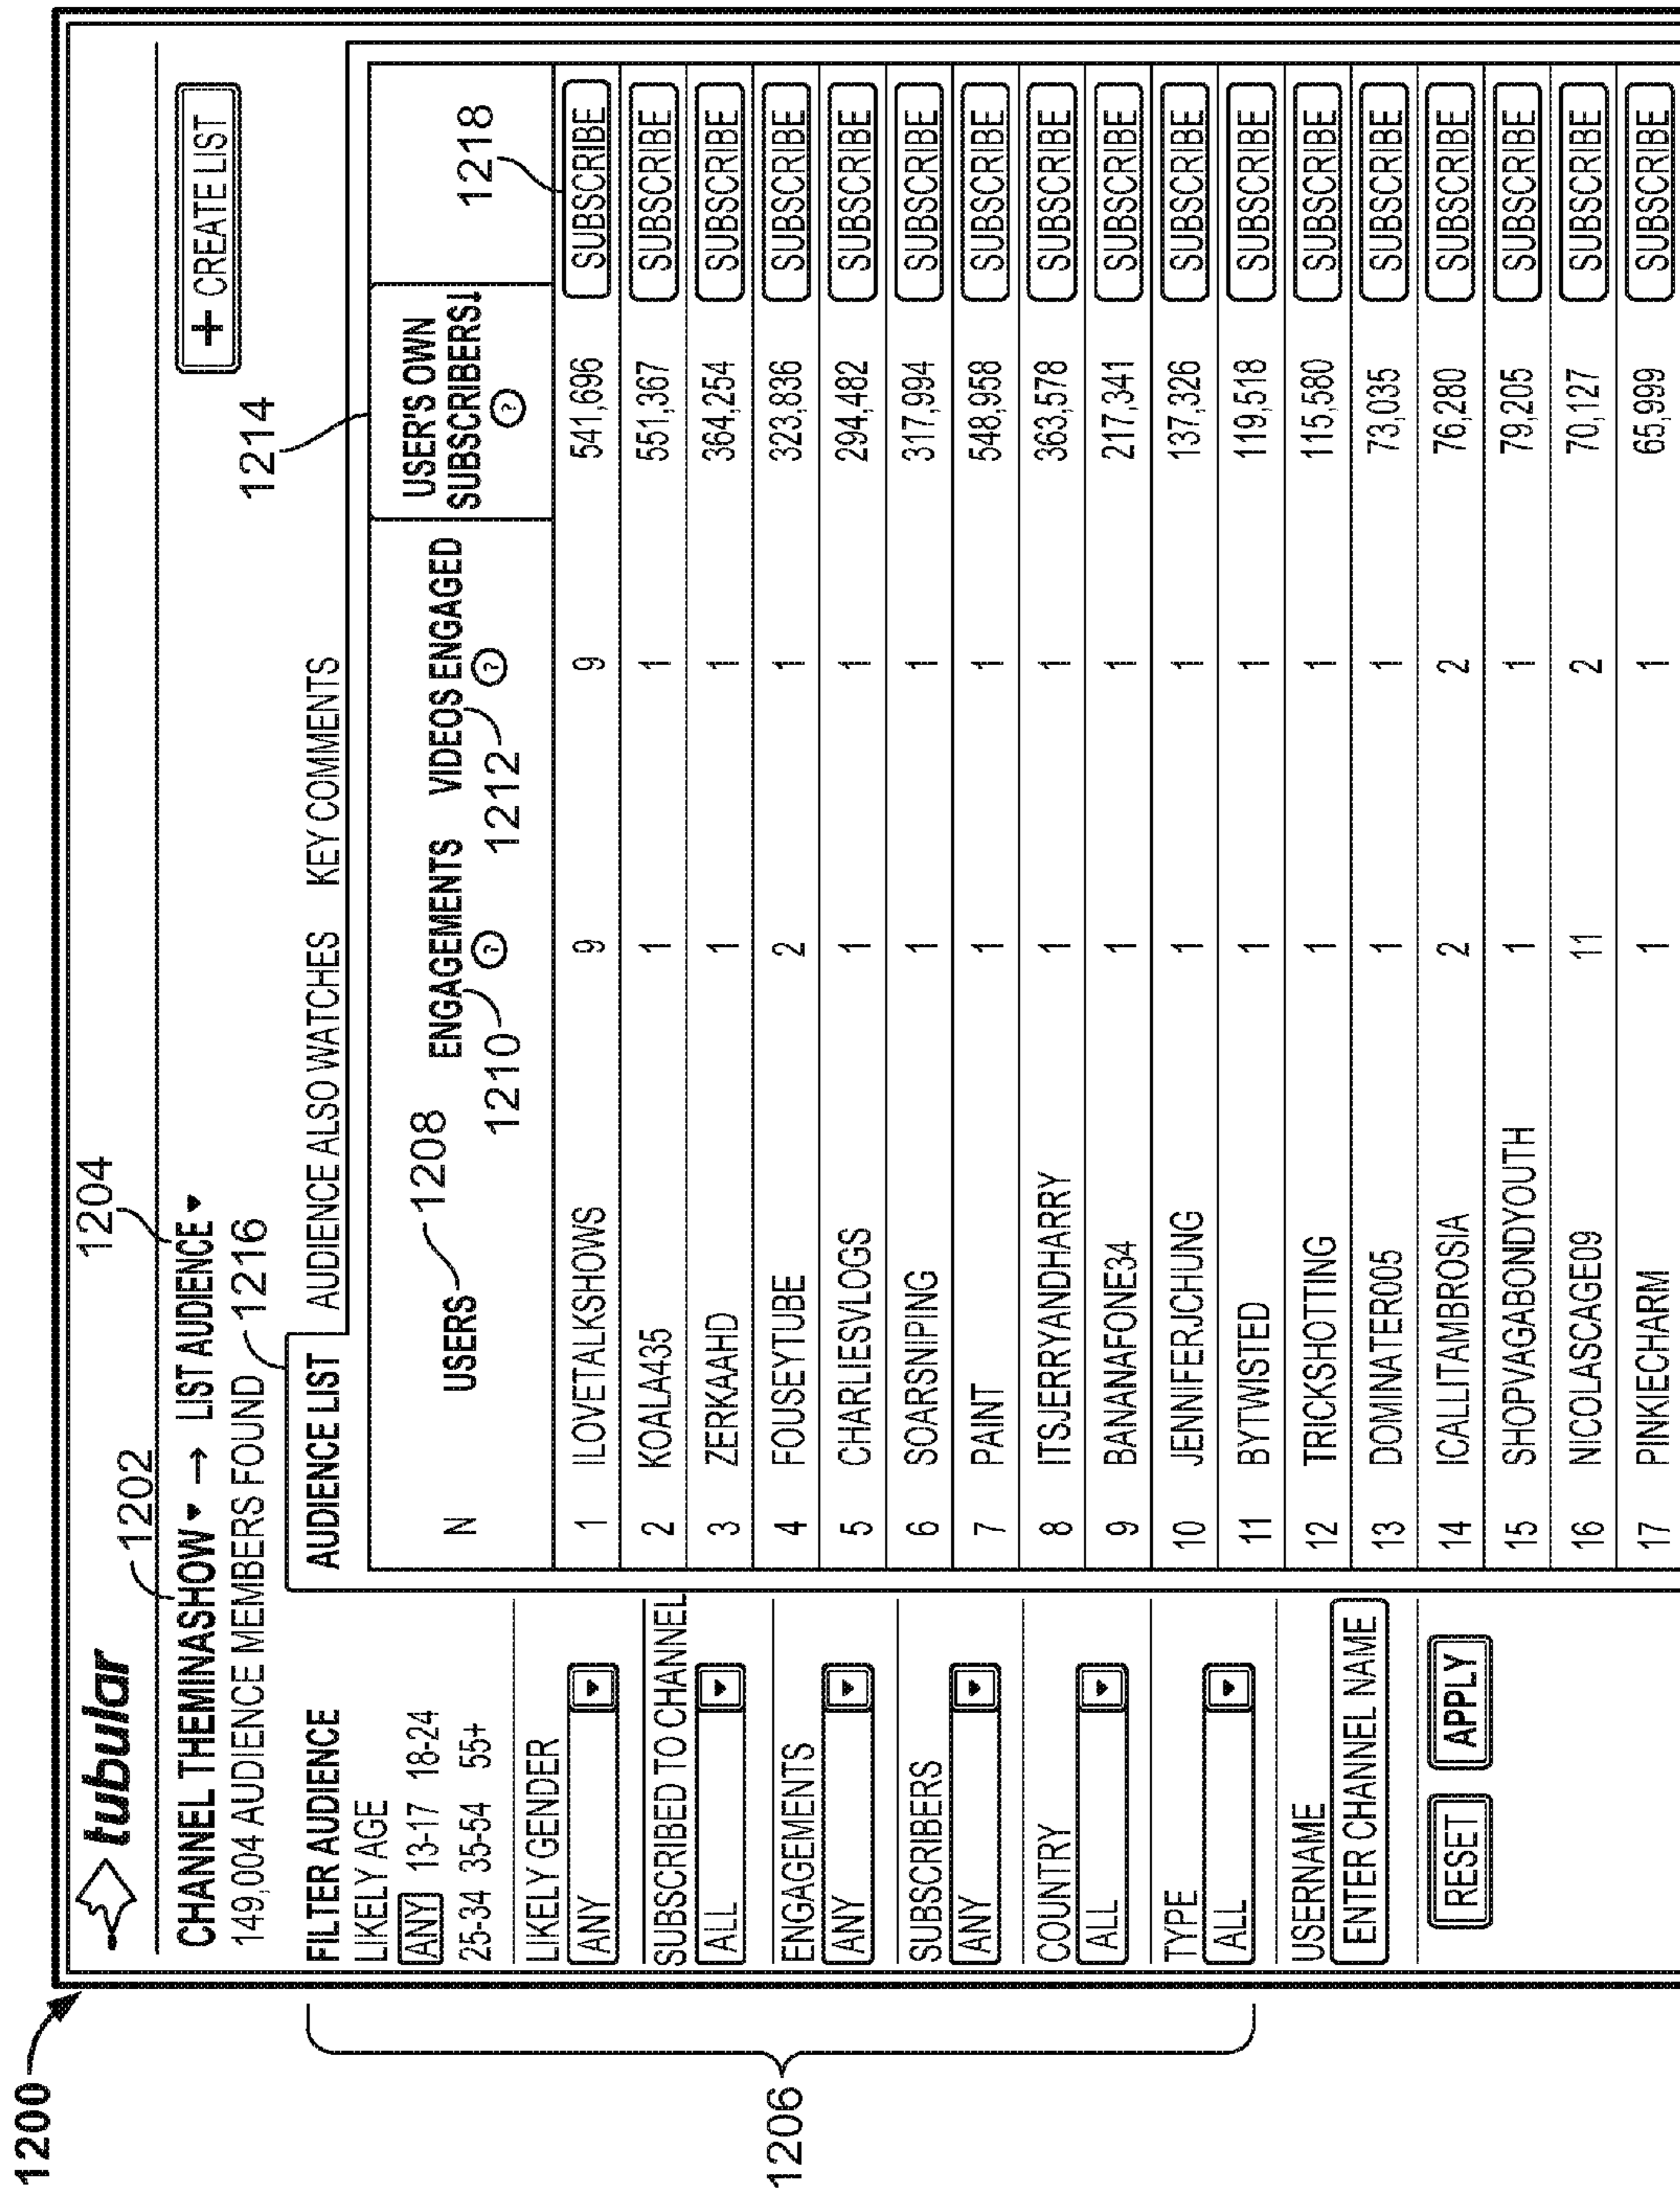 1200
tubular
1202
1204
CHANNEL THEMINASHOW → LIST AUDIENCE
+ CREATE LIST
149,004 AUDIENCE MEMBERS FOUND
1216
1214
FILTER AUDIENCE
LIKELY AGE
ANY 13-17 18-24
25-34 35-54 55+
LIKELY GENDER
ANY
SUBSCRIBED TO CHANNEL
ALL
ENGAGEMENTS
ANY
SUBSCRIBERS
ANY
COUNTRY
ALL
TYPE
ALL
USERNAME
ENTER CHANNEL NAME
RESET APPLY
1206
AUDIENCE LIST AUDIENCE ALSO WATCHES KEY COMMENTS
N USERS 1208 ENGAGEMENTS ? 1210 VIDEOS ENGAGED ? 1212 USER'S OWN SUBSCRIBERS↓ ? 1218
1 ILOVETALKSHOWS 9 9 541,696 SUBSCRIBE
2 KOALA435 1 1 551,367 SUBSCRIBE
3 ZERKAAHD 1 1 364,254 SUBSCRIBE
4 FOUSEYTUBE 2 1 323,836 SUBSCRIBE
5 CHARLIESVLOGS 1 1 294,482 SUBSCRIBE
6 SOARSNIPING 1 1 317,994 SUBSCRIBE
7 PAINT 1 1 548,958 SUBSCRIBE
8 ITSJERRYANDHARRY 1 1 363,578 SUBSCRIBE
9 BANANAFONE34 1 1 217,341 SUBSCRIBE
10 JENNIFERJCHUNG 1 1 137,326 SUBSCRIBE
11 BYTWISTED 1 1 119,518 SUBSCRIBE
12 TRICKSHOTTING 1 1 115,580 SUBSCRIBE
13 DOMINATER005 1 1 73,035 SUBSCRIBE
14 ICALLITAMBROSIA 2 2 76,280 SUBSCRIBE
15 SHOPVAGABONDYOUTH 1 1 79,205 SUBSCRIBE
16 NICOLASCAGE09 11 2 70,127 SUBSCRIBE
17 PINKIECHARM 1 1 65,999 SUBSCRIBE